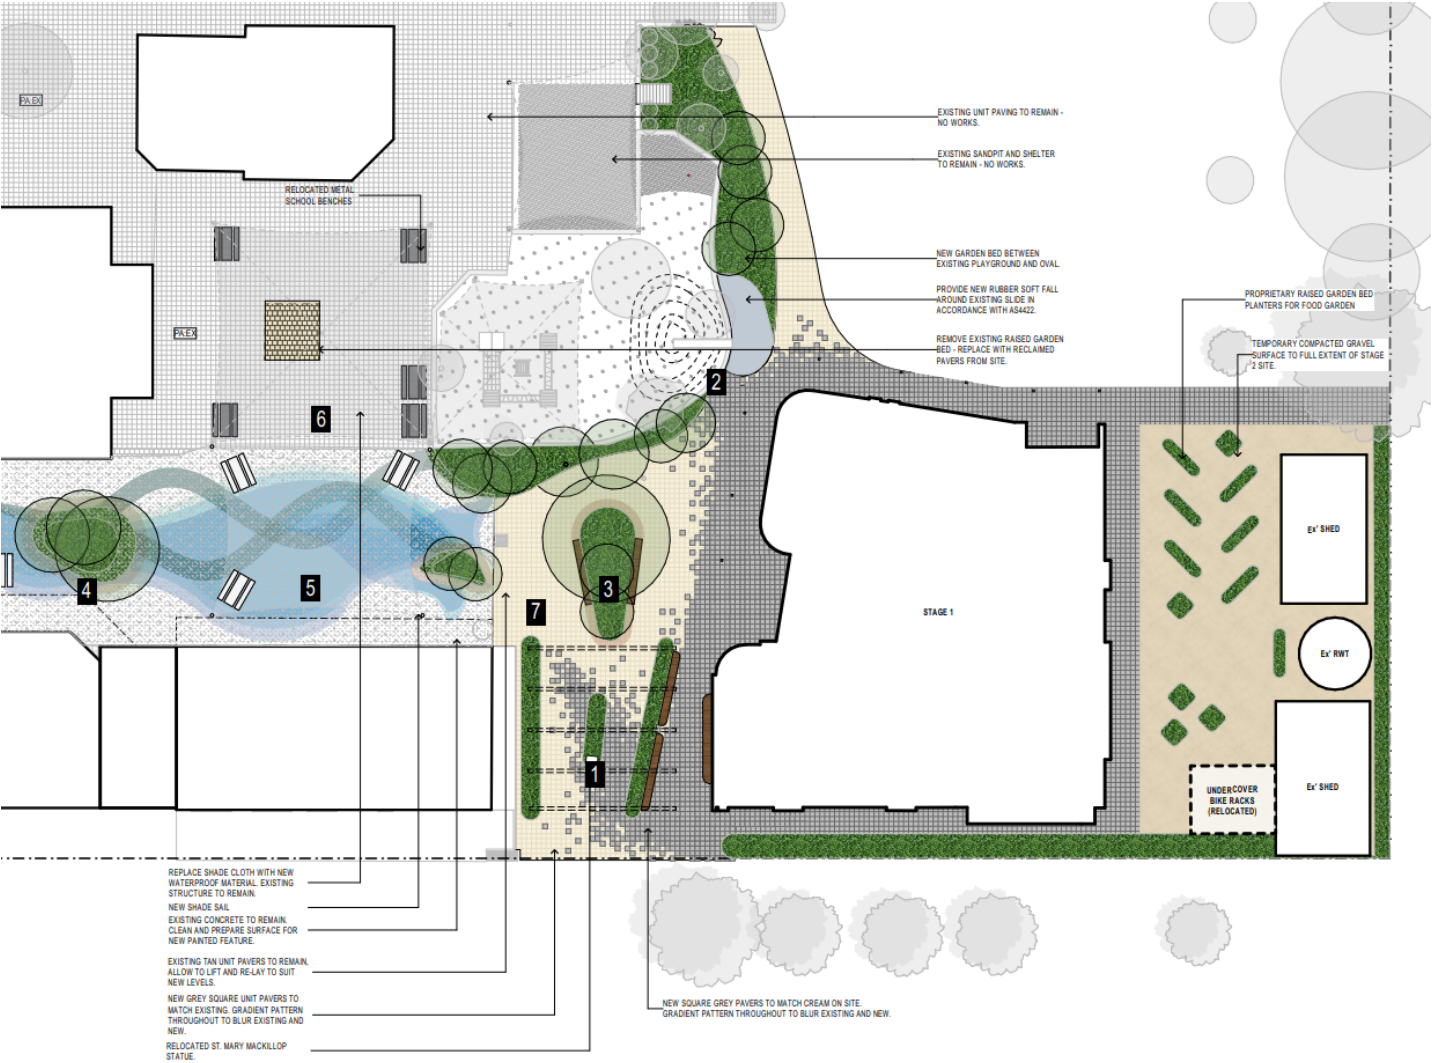 PA.EX
EXISTING UNIT PAVING TO REMAIN -
NO WORKS.
EXISTING SANDPIT AND SHELTER
TO REMAIN - NO WORKS.
RELOCATED METAL
SCHOOL BENCHES
NEW GARDEN BED BETWEEN
EXISTING PLAYGROUND AND OVAL.
PROVIDE NEW RUBBER SOFT FALL
AROUND EXISTING SLIDE IN
ACCORDANCE WITH AS4422.
PROPRIETARY RAISED GARDEN BED
PLANTERS FOR FOOD GARDEN
PA.EX
REMOVE EXISTING RAISED GARDEN
BED - REPLACE WITH RECLAIMED
PAVERS FROM SITE.
TEMPORARY COMPACTED GRAVEL
SURFACE TO FULL EXTENT OF STAGE
2 SITE.
2
6
Ex' SHED
4
5
3
7
STAGE 1
Ex' RWT
1
UNDERCOVER
BIKE RACKS
(RELOCATED)
Ex' SHED
REPLACE SHADE CLOTH WITH NEW
WATERPROOF MATERIAL. EXISTING
STRUCTURE TO REMAIN.
NEW SHADE SAIL
EXISTING CONCRETE TO REMAIN.
CLEAN AND PREPARE SURFACE FOR
NEW PAINTED FEATURE.
EXISTING TAN UNIT PAVERS TO REMAIN,
ALLOW TO LIFT AND RE-LAY TO SUIT
NEW LEVELS.
NEW GREY SQUARE UNIT PAVERS TO
MATCH EXISTING. GRADIENT PATTERN
THROUGHOUT TO BLUR EXISTING AND
NEW.
NEW SQUARE GREY PAVERS TO MATCH CREAM ON SITE.
GRADIENT PATTERN THROUGHOUT TO BLUR EXISTING AND NEW.
RELOCATED ST. MARY MACKILLOP
STATUE.